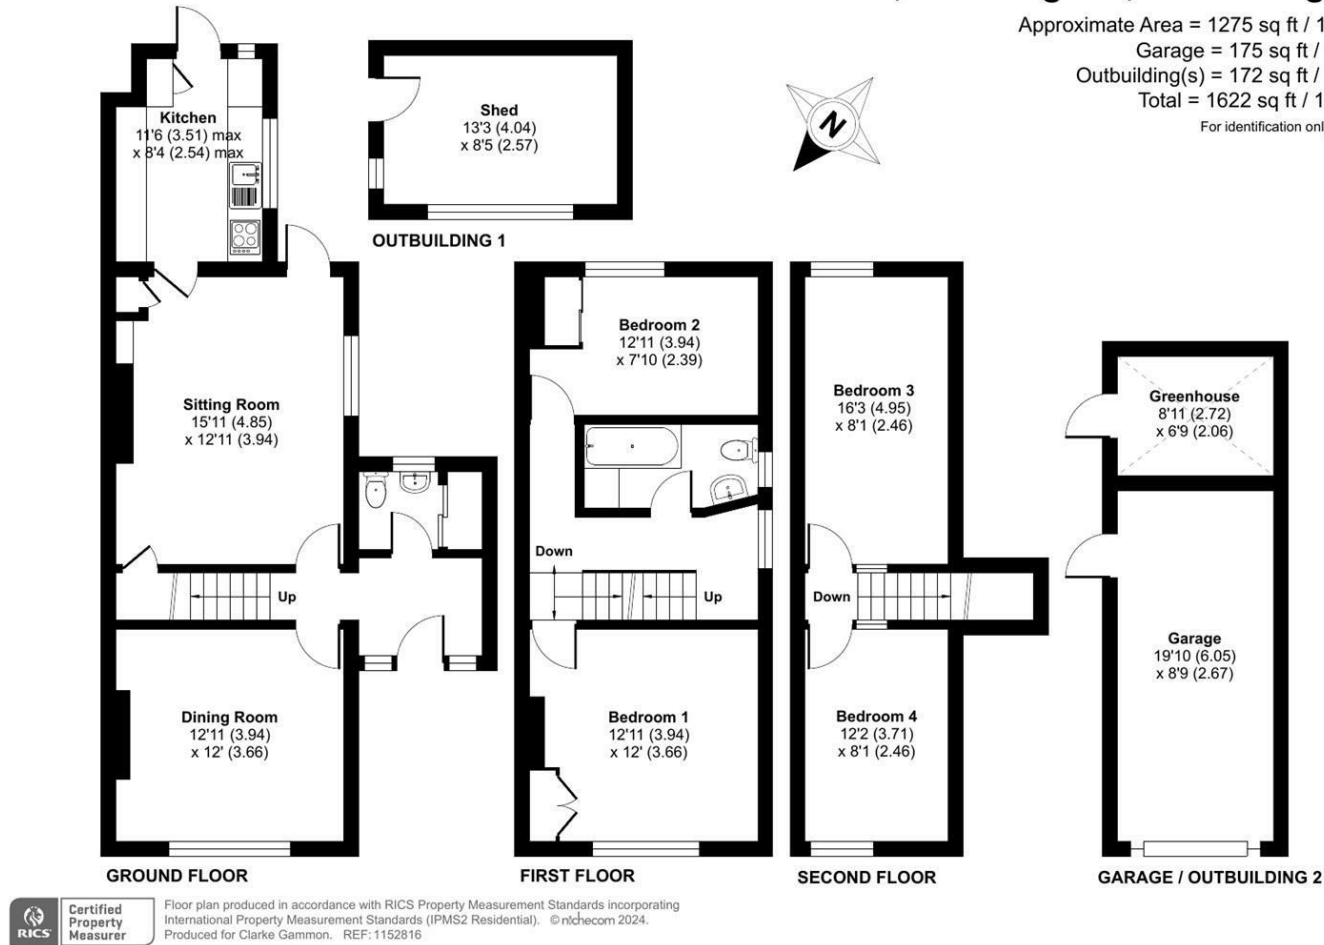 Approximate Area = 1275 sq ft / 1
Garage = 175 sq ft /
Outbuilding(s) = 172 sq ft /
Total = 1622 sq ft / 1
For identification onl
N
Kitchen
11'6 (3.51) max
x 8'4 (2.54) max
Shed
13'3 (4.04)
x 8'5 (2.57)
OUTBUILDING 1
Sitting Room
15'11 (4.85)
x 12'11 (3.94)
Up
Dining Room
12'11 (3.94)
x 12' (3.66)
GROUND FLOOR
Bedroom 2
12'11 (3.94)
x 7'10 (2.39)
Down
Up
Bedroom 1
12'11 (3.94)
x 12' (3.66)
FIRST FLOOR
Bedroom 3
16'3 (4.95)
x 8'1 (2.46)
Down
Bedroom 4
12'2 (3.71)
x 8'1 (2.46)
SECOND FLOOR
Greenhouse
8'11 (2.72)
x 6'9 (2.06)
Garage
19'10 (6.05)
x 8'9 (2.67)
GARAGE / OUTBUILDING 2
RICS
Certified
Property
Measurer
Floor plan produced in accordance with RICS Property Measurement Standards incorporating
International Property Measurement Standards (IPMS2 Residential). © nichecom 2024.
Produced for Clarke Gammon. REF: 1152816